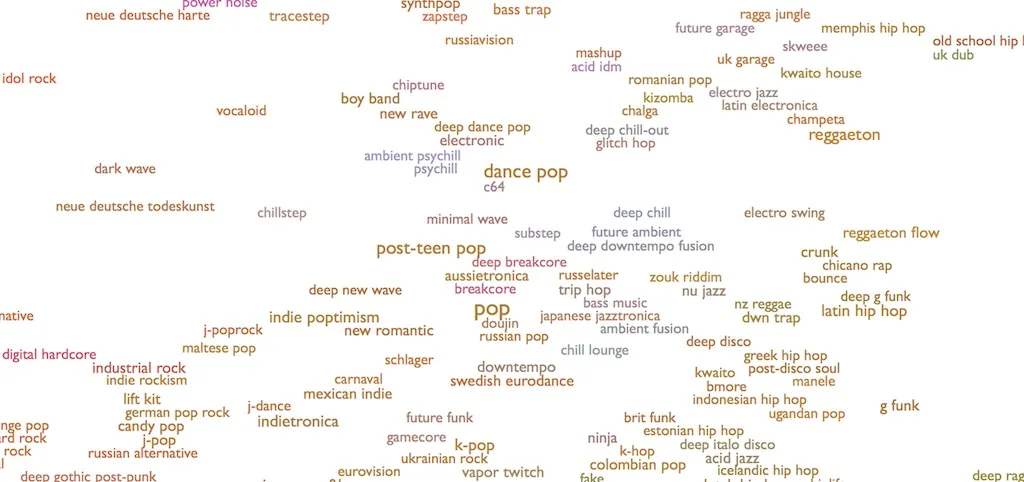 power noise
synthpop
neue deutsche harte
tracestep
zapstep
bass trap
ragga jungle
future garage
memphis hip hop
russiavision
old school hip
skweee
mashup
uk dub
uk garage
acid idm
kwaito house
idol rock
romanian pop
chiptune
electro jazz
boy band
kizomba
latin electronica
vocaloid
new rave
chalga
champeta
deep dance pop
deep chill-out
reggaeton
electronic
glitch hop
ambient psychill
dark wave
psychill
dance pop
c64
neue deutsche todeskunst
chillstep
deep chill
electro swing
minimal wave
substep
future ambient
reggaeton flow
post-teen pop
deep downtempo fusion
crunk
deep breakcore
chicano rap
aussietronica
russelater
zouk riddim
bounce
deep new wave
breakcore
trip hop
nu jazz
deep g funk
bass music
nz reggae
pop
latin hip hop
native
indie poptimism
doujin
japanese jazztronica
dwn trap
j-poprock
new romantic
russian pop
ambient fusion
maltese pop
chill lounge
deep disco
digital hardcore
schlager
greek hip hop
industrial rock
downtempo
post-disco soul
indie rockism
carnaval
swedish eurodance
kwaito
manele
mexican indie
bmore
lift kit
indonesian hip hop
german pop rock
j-dance
g funk
candy pop
indietronica
future funk
brit funk
ugandan pop
nge pop
estonian hip hop
ard rock
j-pop
gamecore
k-pop
ninja
deep italo disco
rock
russian alternative
k-hop
acid jazz
ukrainian rock
colombian pop
icelandic hip hop
deep gothic post-punk
eurovision
vapor twitch
fake
deep rag